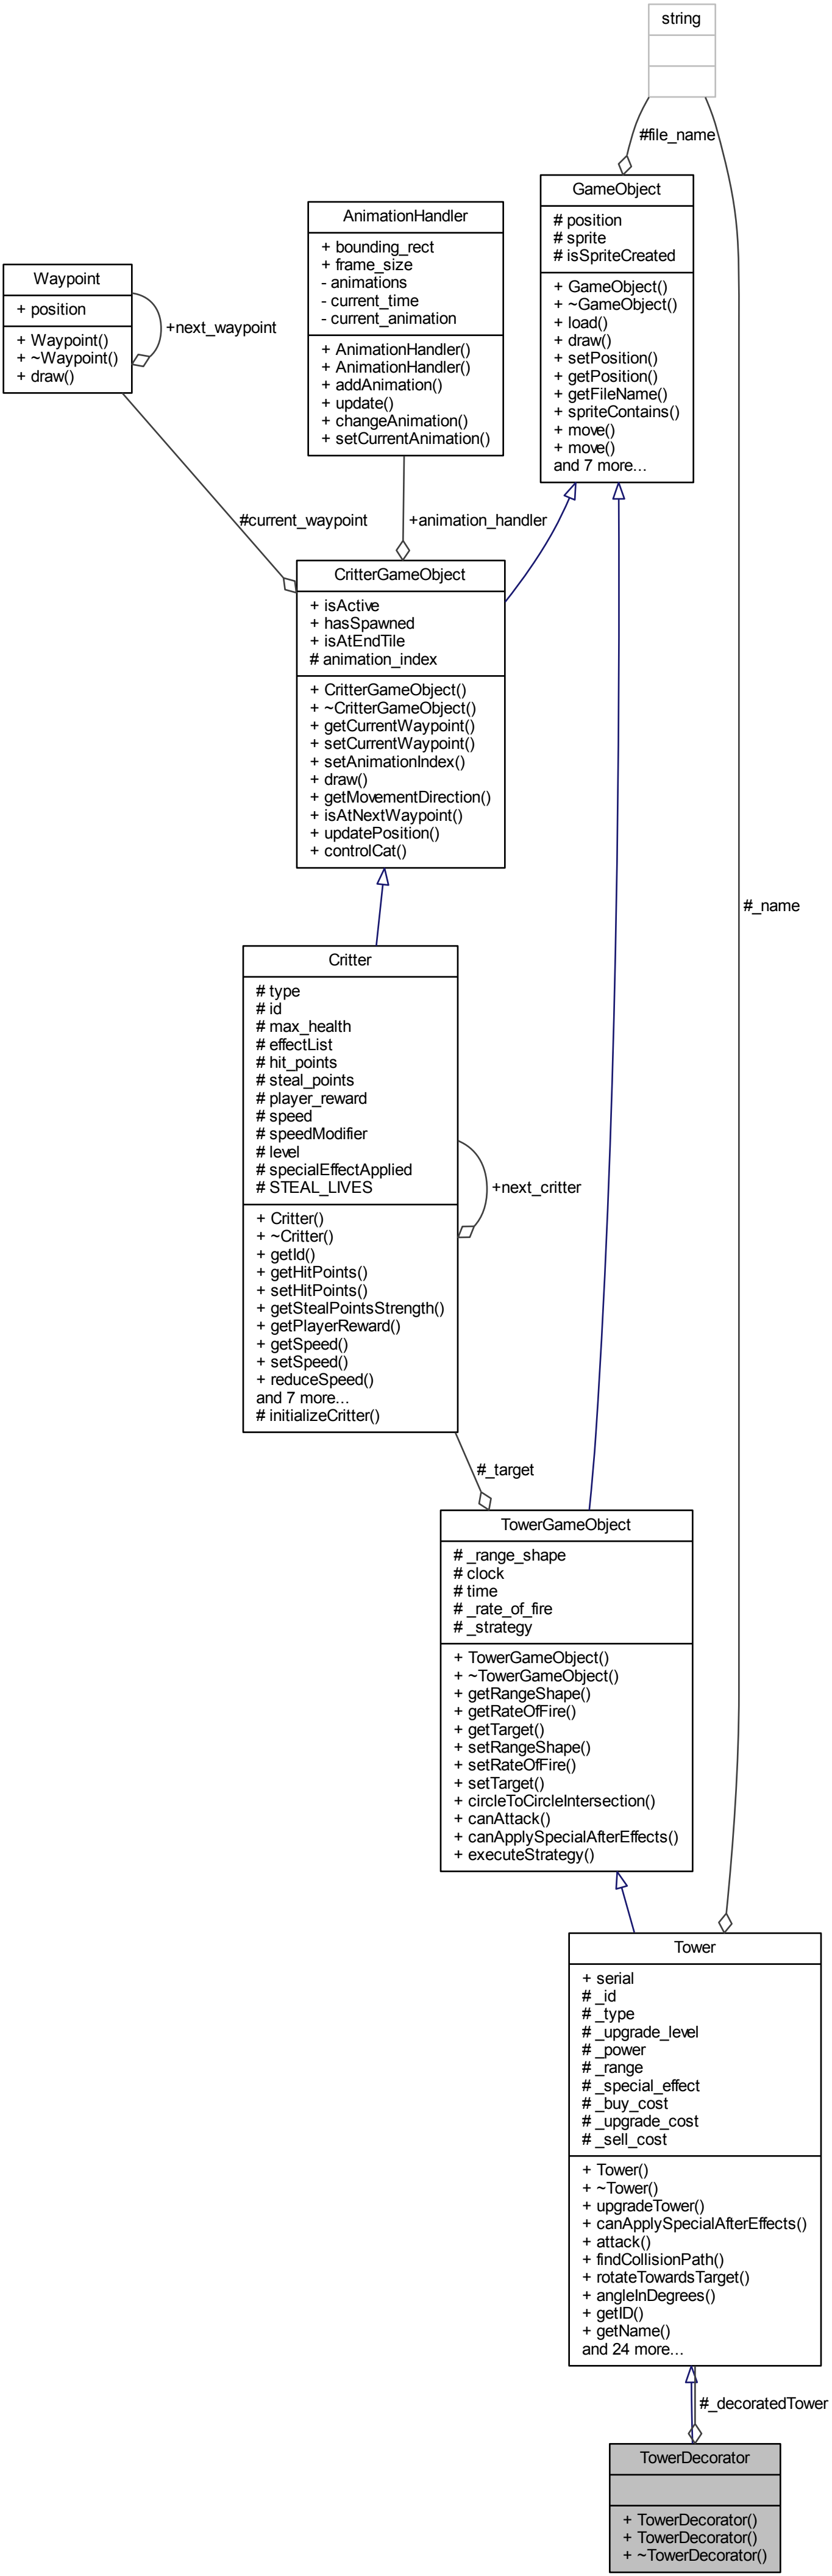 string
#file_name
GameObject
# position
# sprite
# isSpriteCreated
+ GameObject()
+ ~GameObject()
+ load()
+ draw()
+ setPosition()
+ getPosition()
+ getFileName()
+ spriteContains()
+ move()
+ move()
and 7 more...
AnimationHandler
+ bounding_rect
+ frame_size
- animations
- current_time
- current_animation
+ AnimationHandler()
+ AnimationHandler()
+ addAnimation()
+ update()
+ changeAnimation()
+ setCurrentAnimation()
Waypoint
+ position
+ Waypoint()
+ ~Waypoint()
+ draw()
+next_waypoint
#current_waypoint
+animation_handler
CritterGameObject
+ isActive
+ hasSpawned
+ isAtEndTile
# animation_index
+ CritterGameObject()
+ ~CritterGameObject()
+ getCurrentWaypoint()
+ setCurrentWaypoint()
+ setAnimationIndex()
+ draw()
+ getMovementDirection()
+ isAtNextWaypoint()
+ updatePosition()
+ controlCat()
#_name
Critter
# type
# id
# max_health
# effectList
# hit_points
# steal_points
# player_reward
# speed
# speedModifier
# level
# specialEffectApplied
# STEAL_LIVES
+ Critter()
+ ~Critter()
+ getId()
+ getHitPoints()
+ setHitPoints()
+ getStealPointsStrength()
+ getPlayerReward()
+ getSpeed()
+ setSpeed()
+ reduceSpeed()
and 7 more...
# initializeCritter()
+next_critter
#_target
TowerGameObject
# _range_shape
# clock
# time
# _rate_of_fire
# _strategy
+ TowerGameObject()
+ ~TowerGameObject()
+ getRangeShape()
+ getRateOfFire()
+ getTarget()
+ setRangeShape()
+ setRateOfFire()
+ setTarget()
+ circleToCircleIntersection()
+ canAttack()
+ canApplySpecialAfterEffects()
+ executeStrategy()
Tower
+ serial
# _id
# _type
# _upgrade_level
# _power
# _range
# _special_effect
# _buy_cost
# _upgrade_cost
# _sell_cost
+ Tower()
+ ~Tower()
+ upgradeTower()
+ canApplySpecialAfterEffects()
+ attack()
+ findCollisionPath()
+ rotateTowardsTarget()
+ angleInDegrees()
+ getID()
+ getName()
and 24 more...
#_decoratedTower
TowerDecorator
+ TowerDecorator()
+ TowerDecorator()
+ ~TowerDecorator()